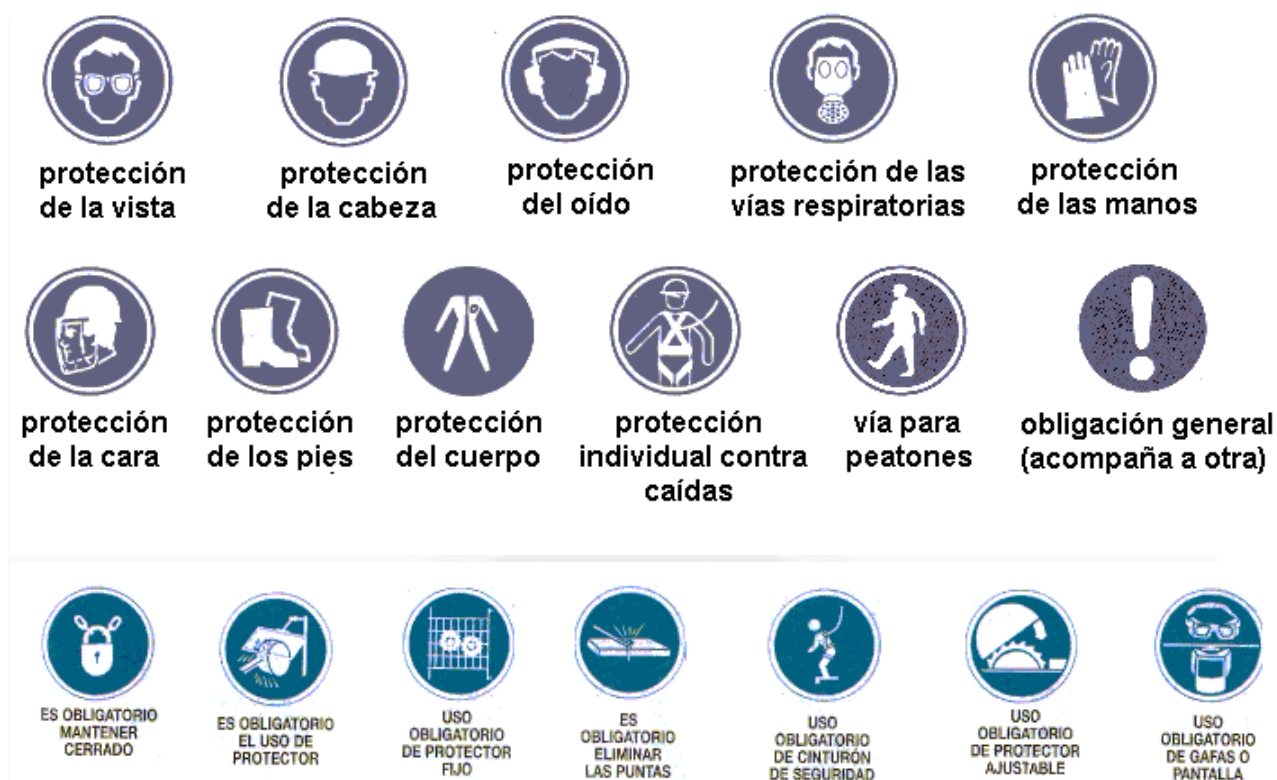 protección
de la vista
protección
de la cabeza
protección
del oído
protección de las
vías respiratorias
protección
de las manos
protección
de la cara
protección
de los pies
protección
del cuerpo
protección
individual contra
caídas
vía para
peatones
obligación general
(acompaña a otra)
ES OBLIGATORIO
MANTENER
CERRADO
ES OBLIGATORIO
EL USO DE
PROTECTOR
USO
OBLIGATORIO
DE PROTECTOR
FIJO
ES
OBLIGATORIO
ELIMINAR
LAS PUNTAS
USO
OBLIGATORIO
DE CINTURÓN
DE SEGURIDAD
USO
OBLIGATORIO
DE PROTECTOR
AJUSTABLE
USO
OBLIGATORIO
DE GAFAS O
PANTALLA